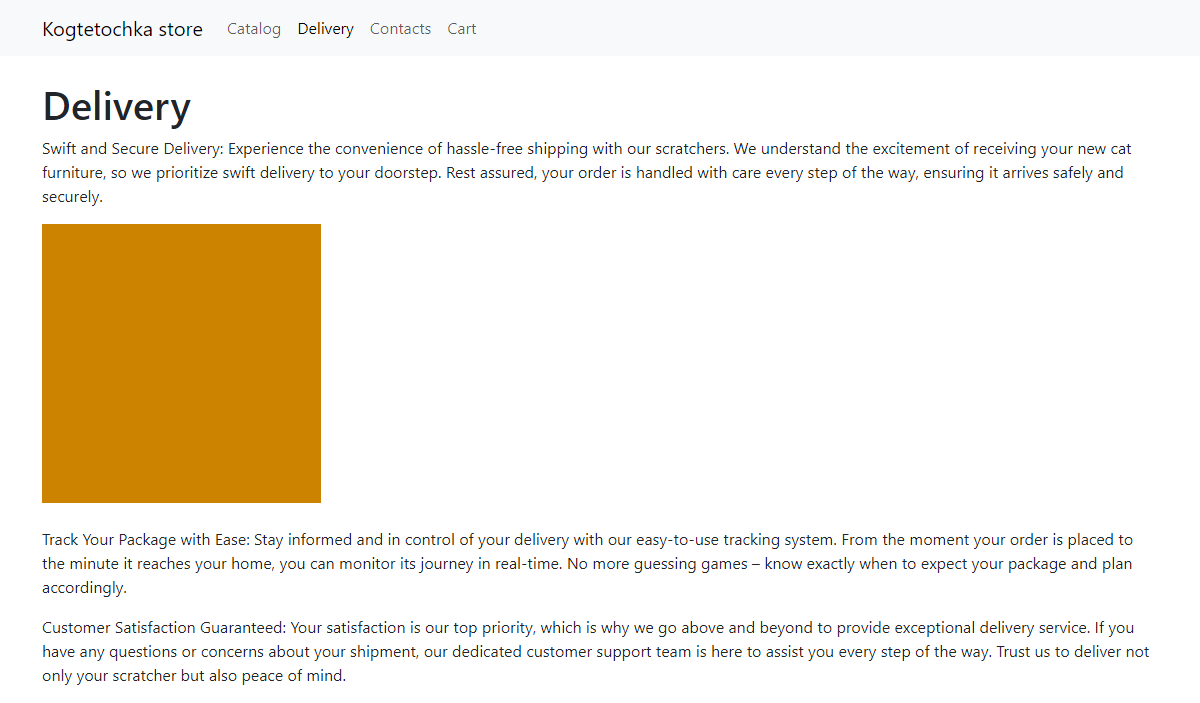 Kogtetochka store Catalog Delivery Contacts Cart
Delivery
Swift and Secure Delivery: Experience the convenience of hassle-free shipping with our scratchers. We understand the excitement of receiving your new cat
furniture, so we prioritize swift delivery to your doorstep. Rest assured, your order is handled with care every step of the way, ensuring it arrives safely and
securely.
Track Your Package with Ease: Stay informed and in control of your delivery with our easy-to-use tracking system. From the moment your order is placed to
the minute it reaches your home, you can monitor its journey in real-time. No more guessing games – know exactly when to expect your package and plan
accordingly.
Customer Satisfaction Guaranteed: Your satisfaction is our top priority, which is why we go above and beyond to provide exceptional delivery service. If you
have any questions or concerns about your shipment, our dedicated customer support team is here to assist you every step of the way. Trust us to deliver not
only your scratcher but also peace of mind.